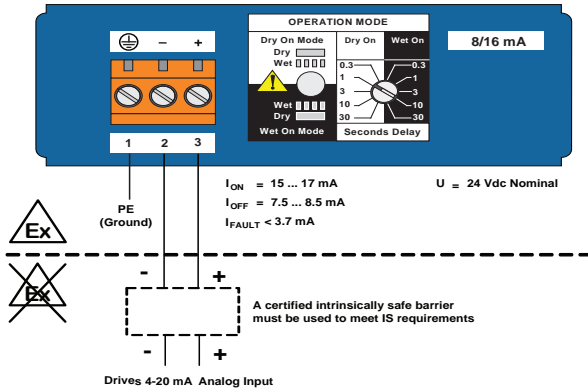 OPERATION MODE
Dry On Mode
Dry On
Wet On
8/16 mA
– +
Dry
Wet
Wet
Dry
Wet On Mode
0.3 0.3
1 1
3 3
10 10
30 30
Seconds Delay
1 2 3
PE
(Ground)
I ON = 15 ... 17 mA
I OFF = 7.5 ... 8.5 mA
I FAULT < 3.7 mA
U = 24 Vdc Nominal
Ex
Ex
- +
A certified intrinsically safe barrier
must be used to meet IS requirements
- +
Drives 4-20 mA Analog Input